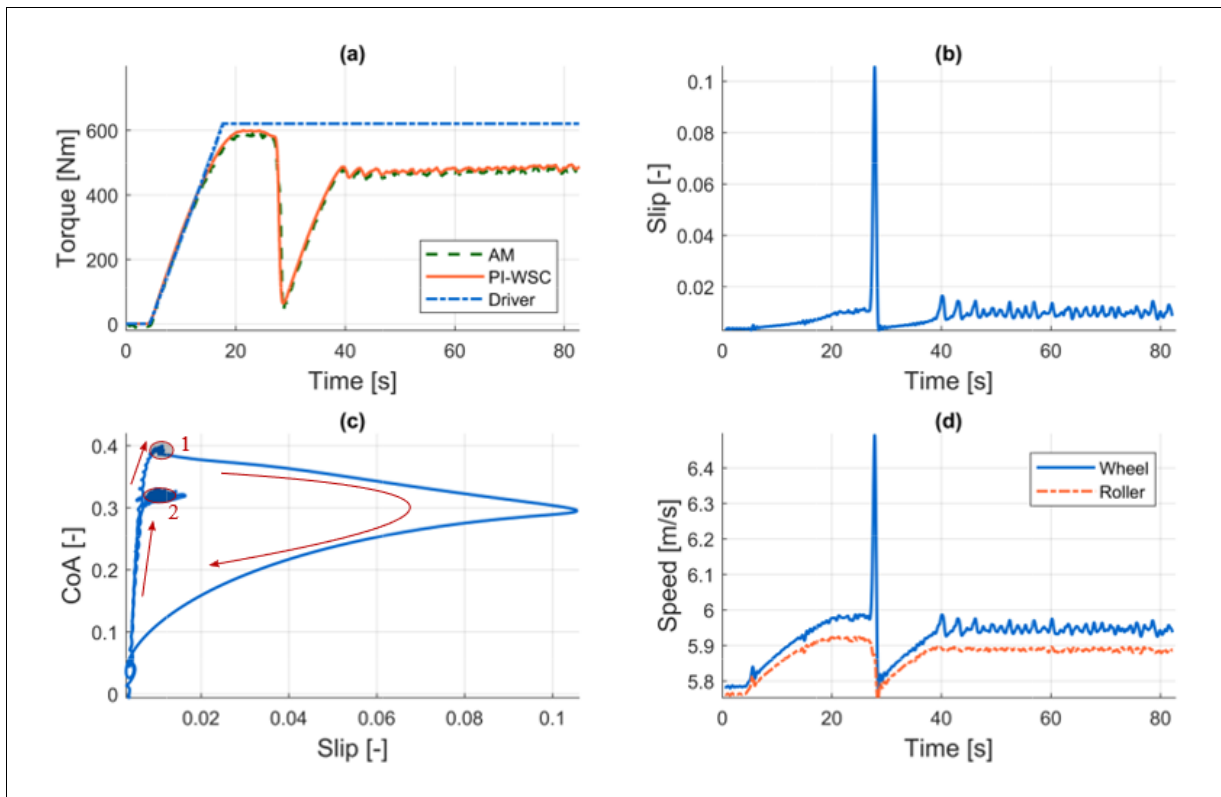 (a)
Torque [Nm]
600
400
200
0
AM
PI-WSC
Driver
0 20 40 60 80
Time [s]
(b)
Slip [-]
0.1
0.08
0.06
0.04
0.02
0 20 40 60 80
Time [s]
(c)
CoA [-]
0.4
0.3
0.2
0.1
0
1
2
0.02 0.04 0.06 0.08 0.1
Slip [-]
(d)
Speed [m/s]
6.4
6.3
6.2
6.1
6
5.9
5.8
Wheel
Roller
0 20 40 60 80
Time [s]